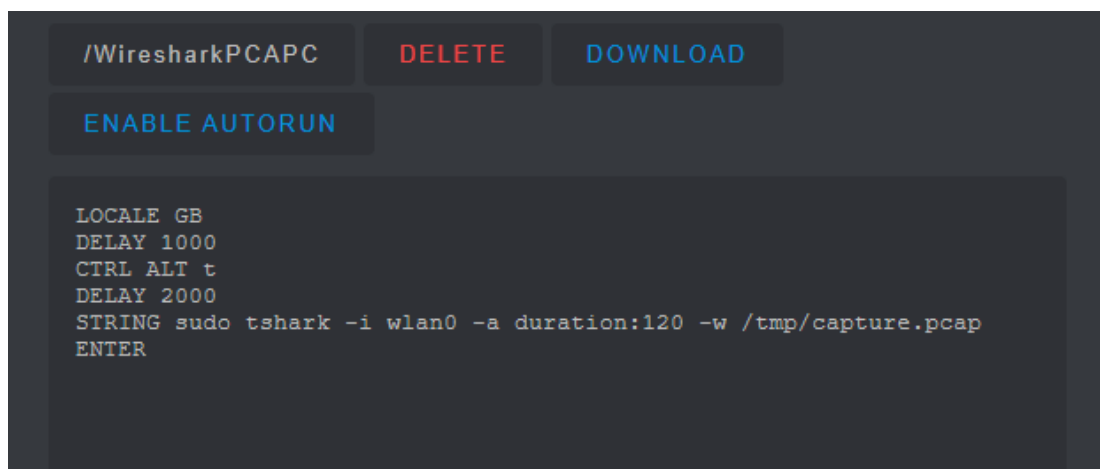 /WiresharkPCAPC
DELETE
DOWNLOAD
ENABLE AUTORUN
LOCALE GB
DELAY 1000
CTRL ALT t
DELAY 2000
STRING sudo tshark -i wlan0 -a duration:120 -w /tmp/capture.pcap
ENTER